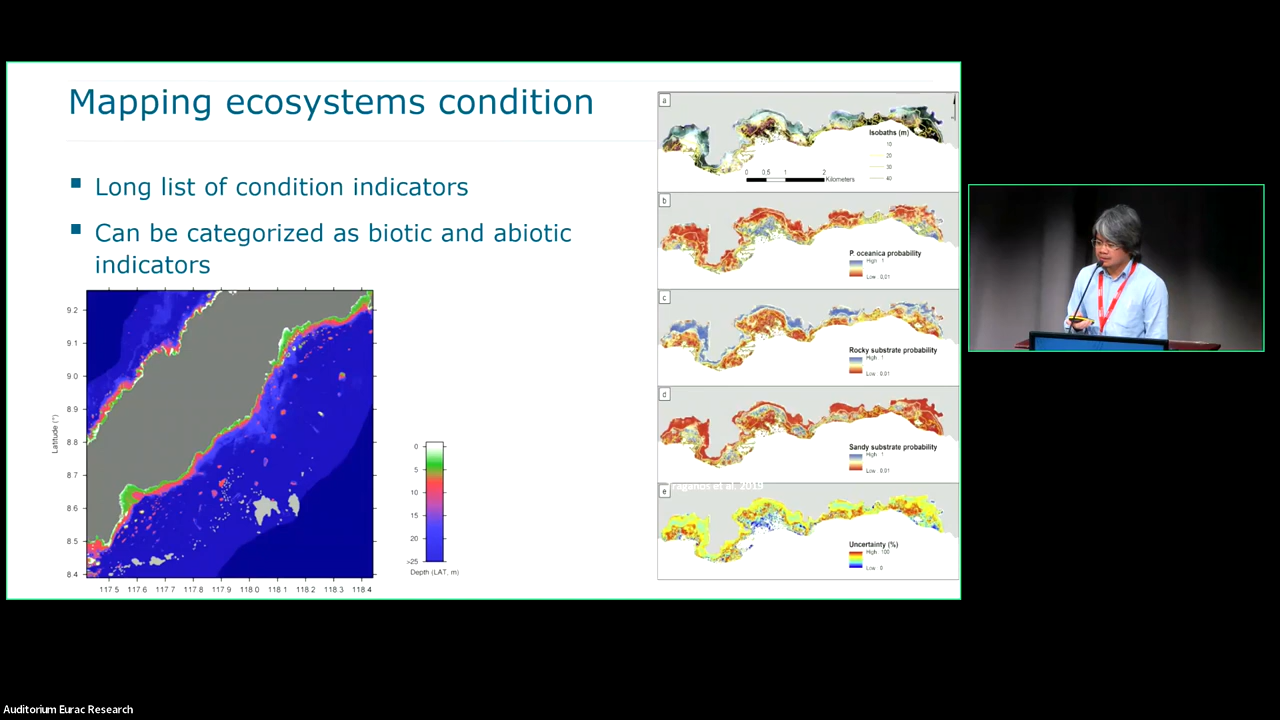 Mapping ecosystems condition
Long list of condition indicators
Can be categorized as biotic and abiotic
indicators
9 2
9 1
9 0
8 9
8 8
8 7
8 6
8 5
8 4
Latitude (°)
117 5 117 6 117 7 117 8 117 9 118 0 118 1 118 2 118 3 118 4
0
5
10
15
20
>25
Depth (LAT, m)
a
Isobaths (m)
10
20
30
40
0 0.5 1 2
Kilometers
b
P. oceanica probability
High : 1
Low : 0.01
c
Rocky substrate probability
High : 1
Low : 0.01
d
Sandy substrate probability
High : 1
Low : 0.01
et al. 2019
e
Uncertainty (%)
High : 100
Low : 8
Auditorium Eurac Research